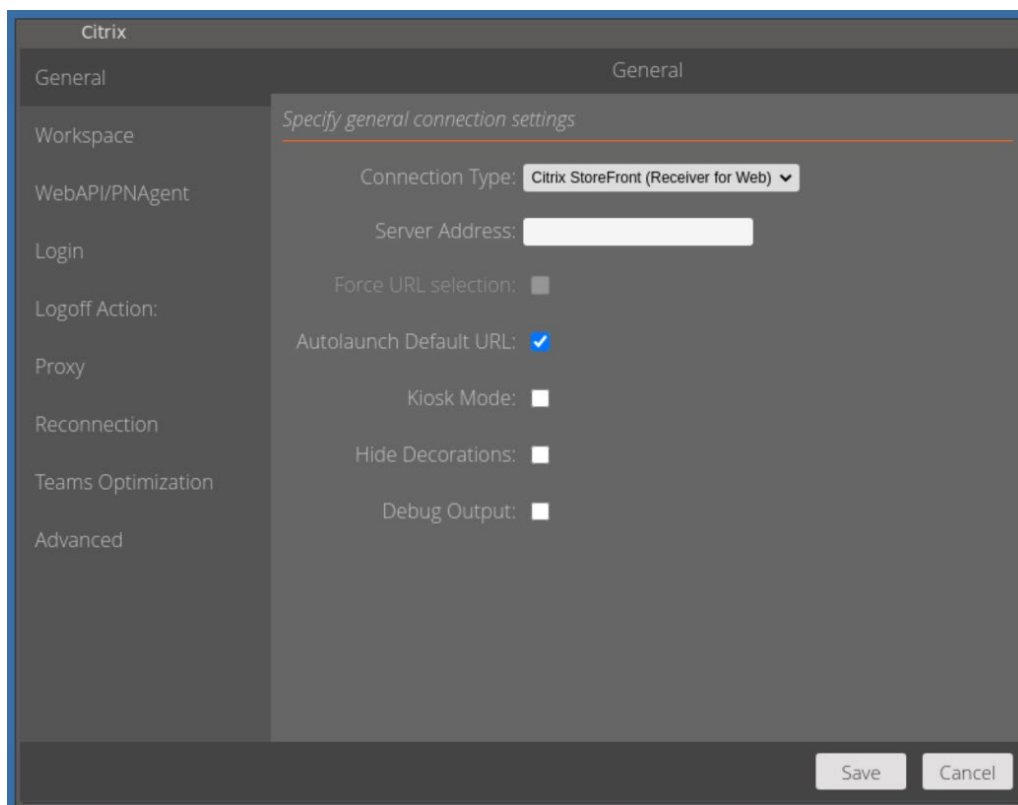 Citrix
General
Workspace
WebAPI/PNAgent
Login
Logoff Action:
Proxy
Reconnection
Teams Optimization
Advanced
General
Specify general connection settings
Connection Type: Citrix StoreFront (Receiver for Web)
Server Address:
Force URL selection:
Autolaunch Default URL:
Kiosk Mode:
Hide Decorations:
Debug Output:
Save Cancel